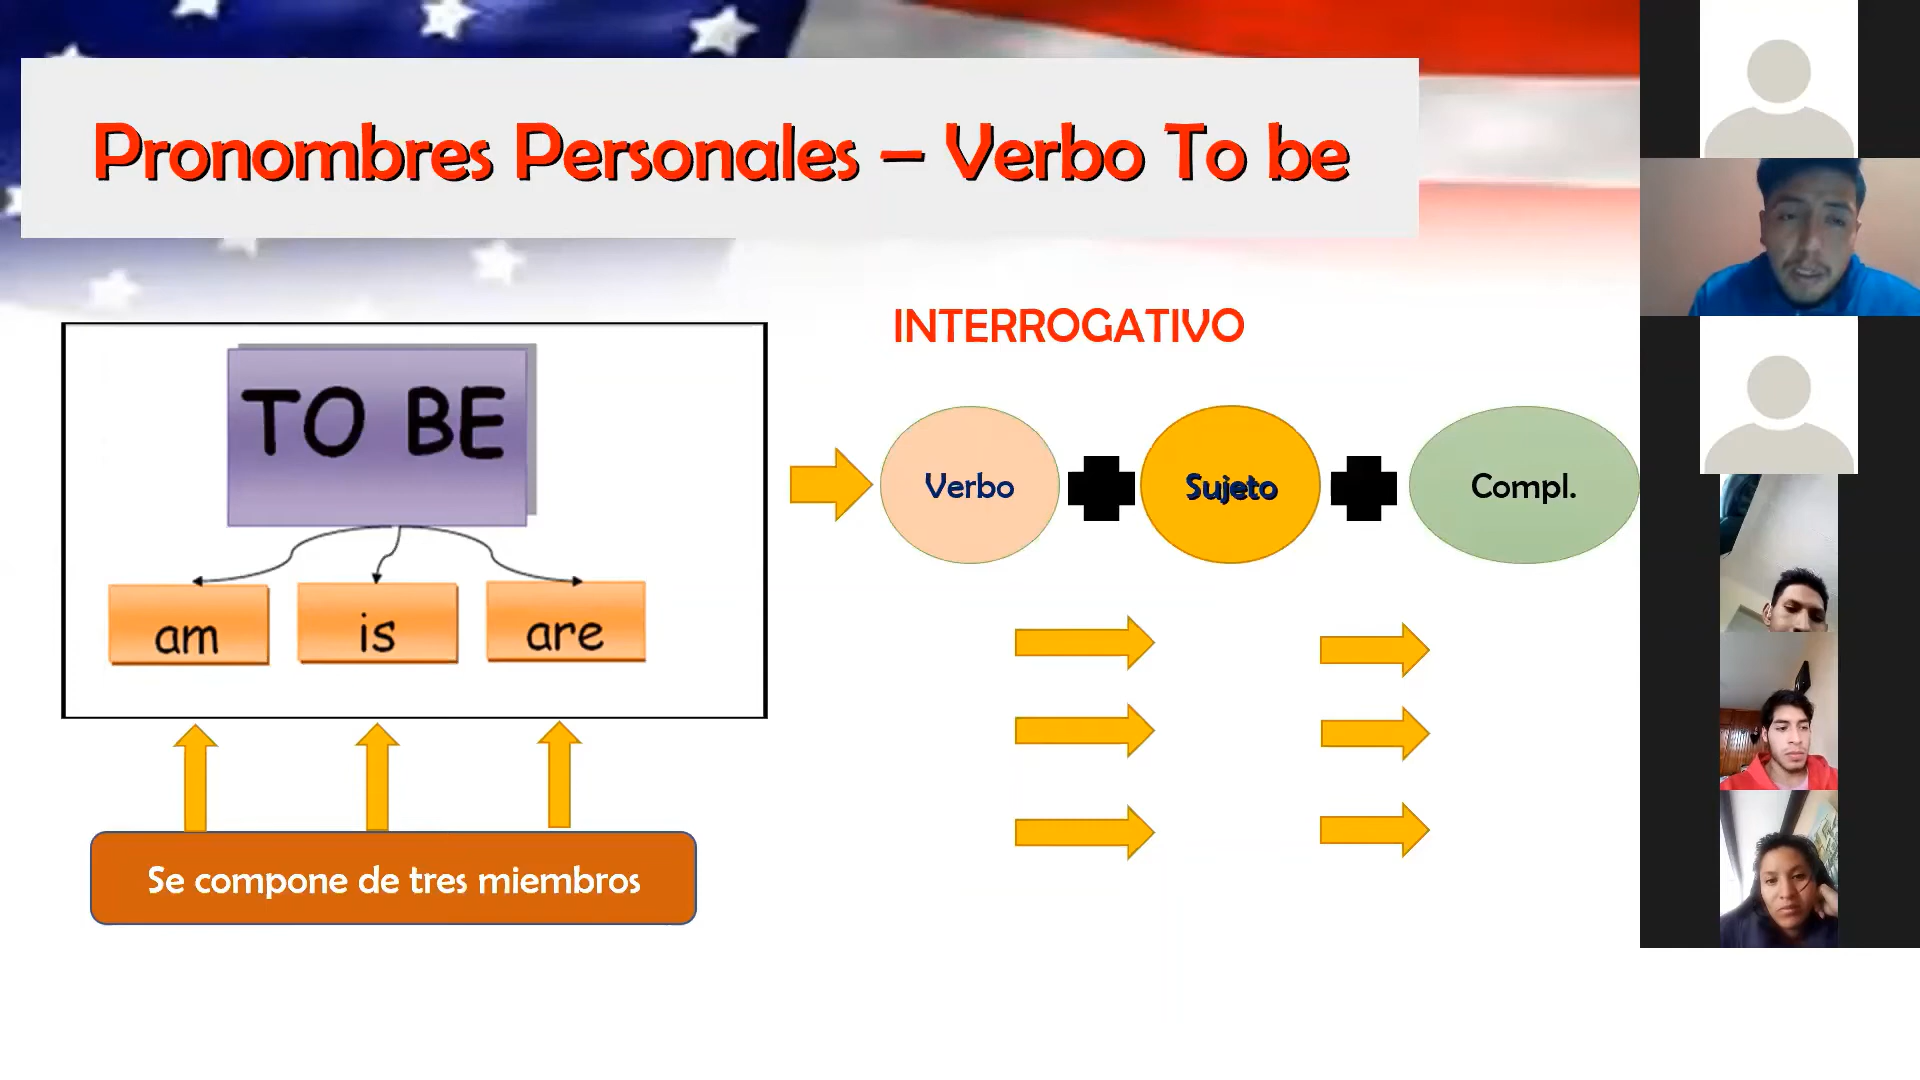 Pronombres Personales – Verbo To be
INTERROGATIVO
TO BE
am is are
Verbo Sujeto Compl.
Se compone de tres miembros